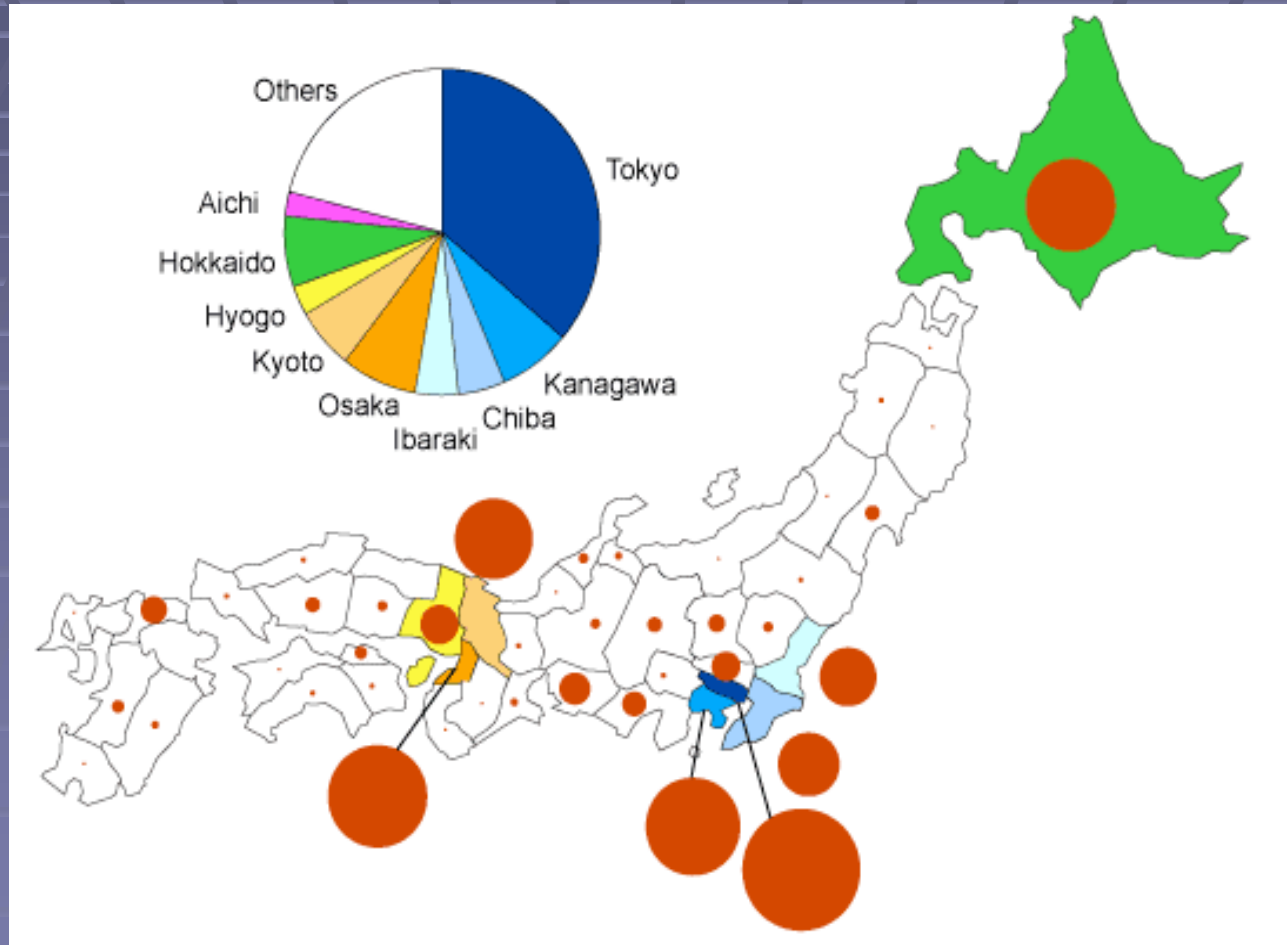 Others
Tokyo
Aichi
Hokkaido
Hyogo
Kyoto
Kanagawa
Osaka
Chiba
Ibaraki